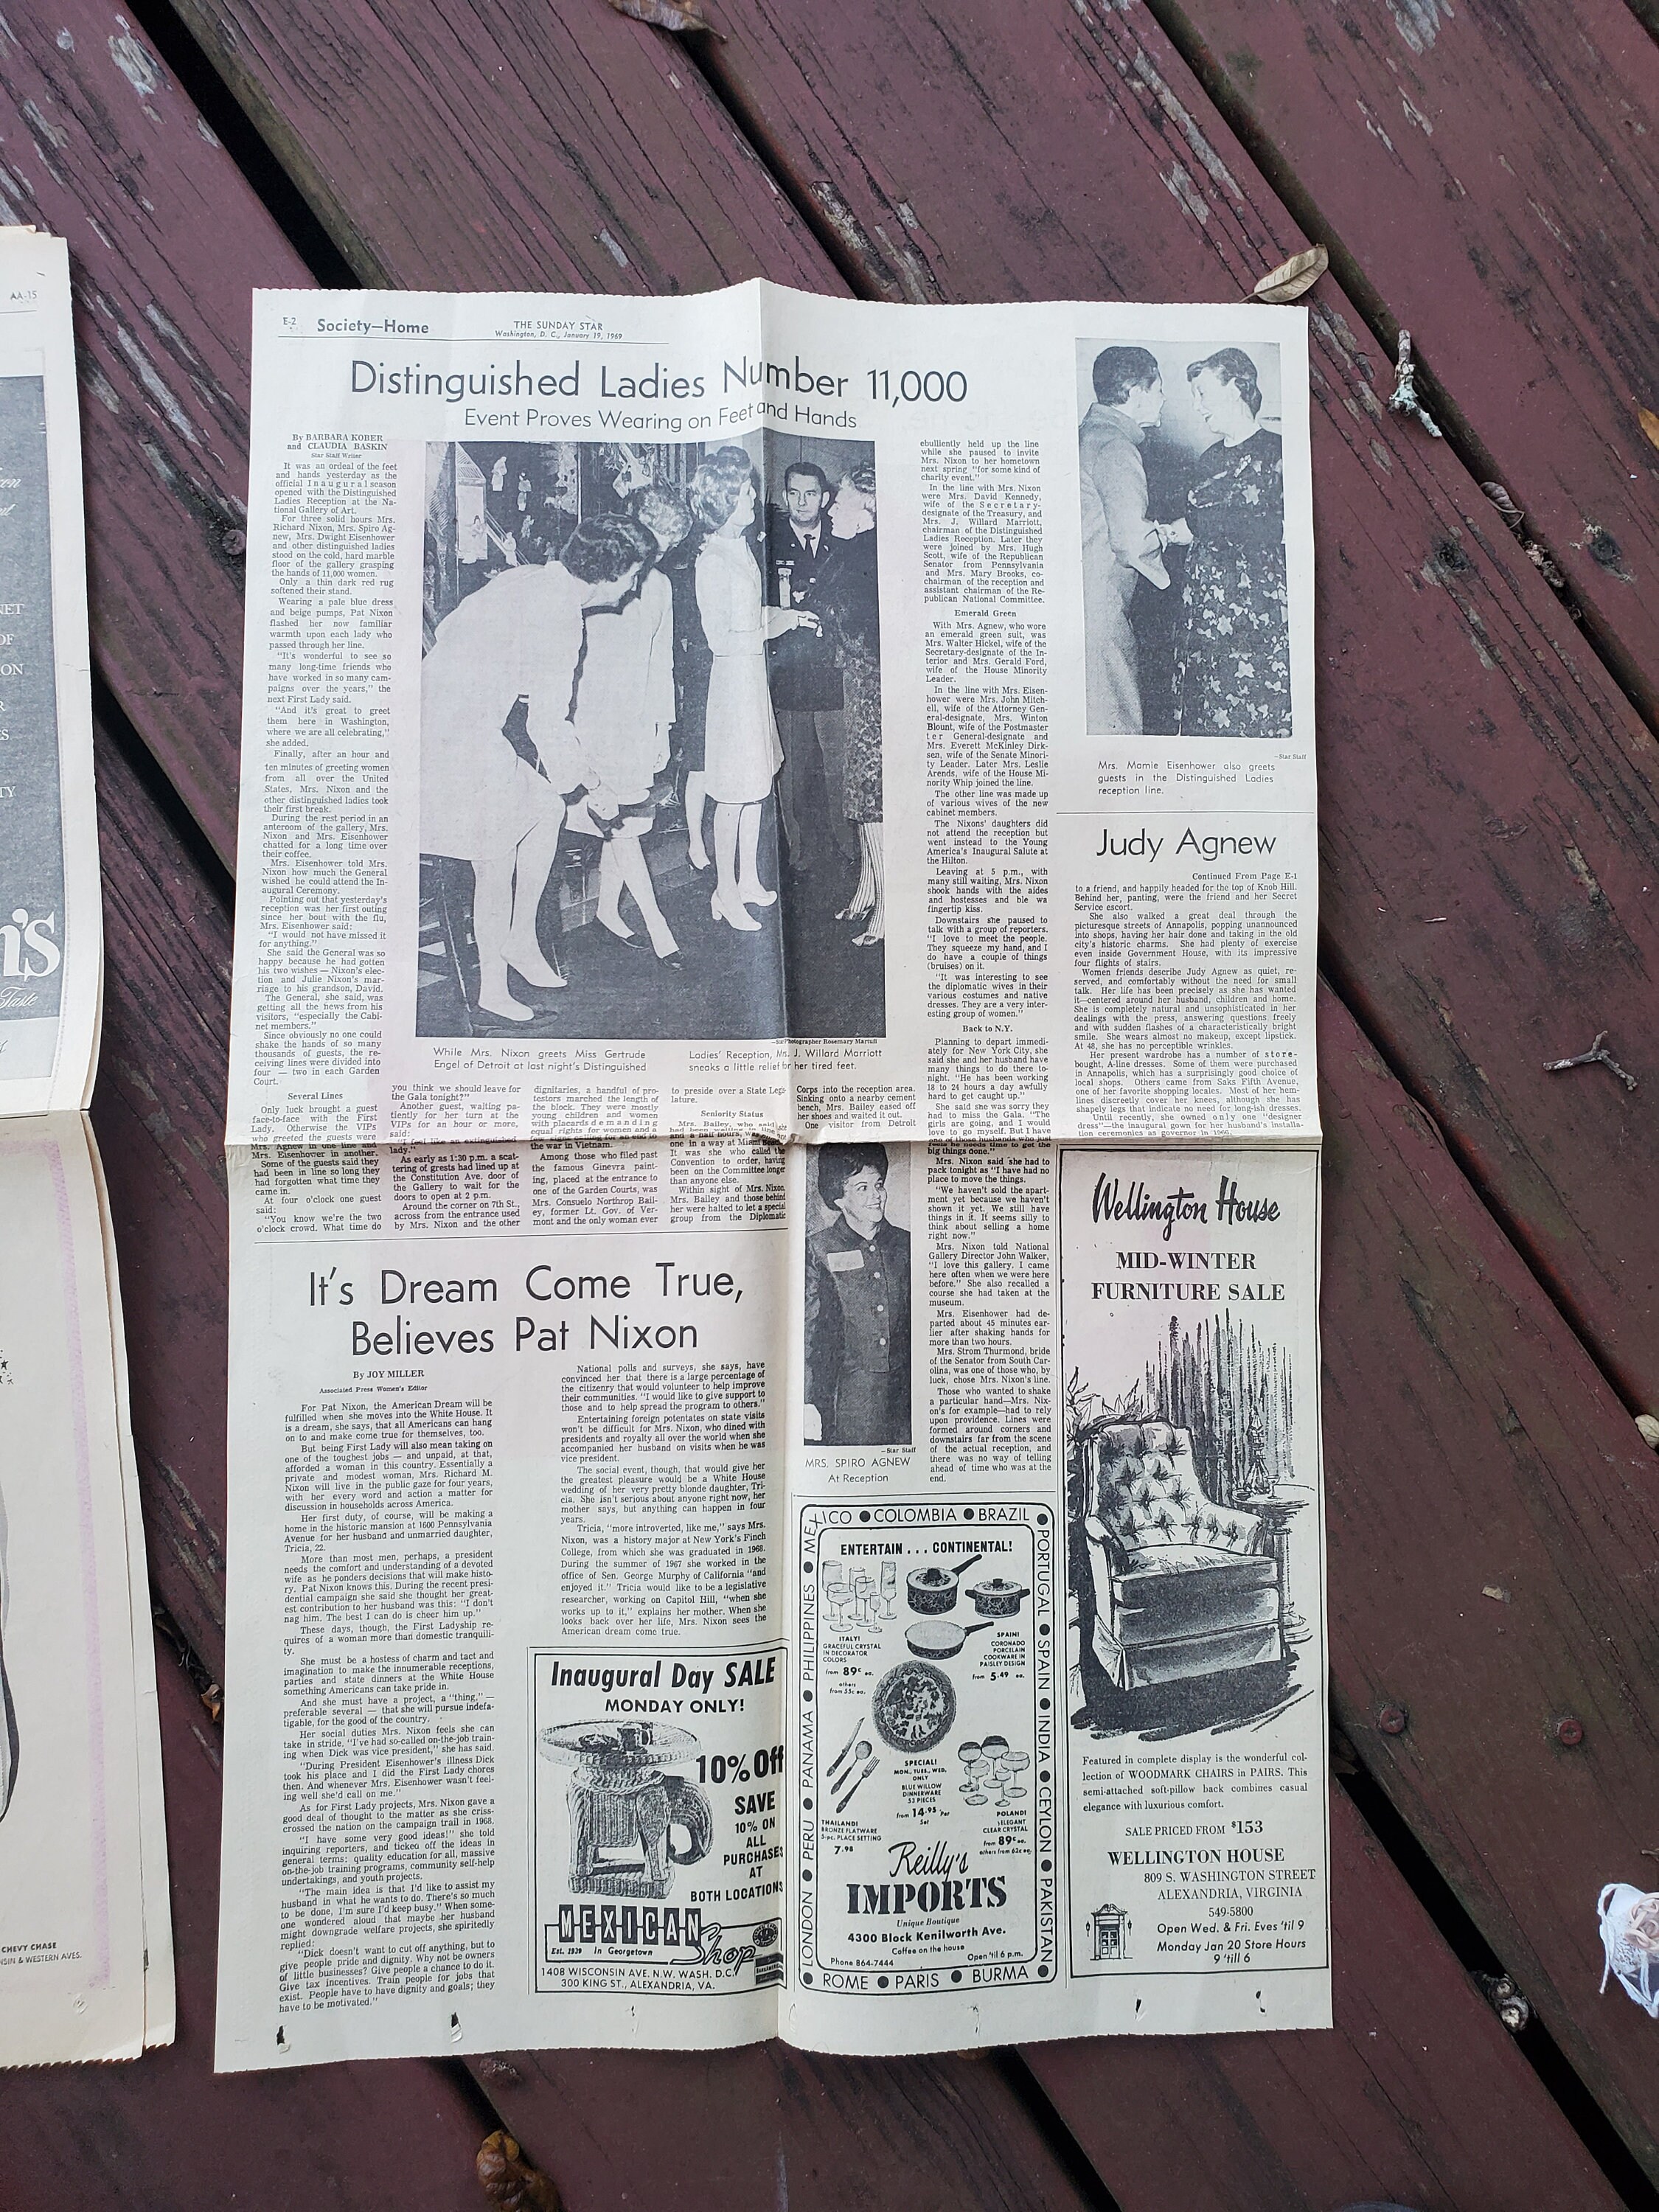 E-2 Society—Home THE SUNDAY STAR
Washington, D. C., January 19, 1969
Distinguished Ladies Number 11,000
Event Proves Wearing on Feet and Hands
By BARBARA KOBER
and CLAUDIA BASKIN
Star Staff Writer
It was an ordeal of the feet
and hands yesterday as the
official Inaugural season
opened with the Distinguished
Ladies Reception at the Na-
tional Gallery of Art.
For three solid hours Mrs.
Richard Nixon, Mrs. Spiro Ag-
new, Mrs. Dwight Eisenhower
and other distinguished ladies
stood on the cold, hard marble
floor of the gallery grasping
the hands of 11,000 women.
Only a thin dark red rug
softened their stand.
Wearing a pale blue dress
and beige pumps, Pat Nixon
flashed her now familiar
warmth upon each lady who
passed through her line.
"It's wonderful to see so
many long-time friends who
have worked in so many cam-
paigns over the years," the
next First Lady said.
"And it's great to greet
them here in Washington,
where we are all celebrating,"
she added.
Finally, after an hour and
ten minutes of greeting women
from all over the United
States, Mrs. Nixon and the
other distinguished ladies took
their first break.
During the rest period in an
anteroom of the gallery, Mrs.
Nixon and Mrs. Eisenhower
chatted for a long time over
their coffee.
Mrs. Eisenhower told Mrs.
Nixon how much the General
wished he could attend the In-
augural Ceremony.
Pointing out that yesterday's
reception was her first outing
since her bout with the flu,
Mrs. Eisenhower said:
"I would not have missed it
for anything."
She said the General was so
happy because he had gotten
his two wishes — Nixon's elec-
tion and Julie Nixon's mar-
riage to his grandson, David.
The General, she said, was
getting all the news from his
visitors, "especially the Cabi-
net members."
Since obviously no one could
shake the hands of so many
thousands of guests, the re-
ceiving lines were divided into
four — two in each Garden
Court.
Several Lines
Only luck brought a guest
face-to-face with the First
Lady. Otherwise the VIPs
who greeted the guests were
Mrs. Agnew in one line and
Mrs. Eisenhower in another.
Some of the guests said they
had been in line so long they
had forgotten what time they
came in.
At four o'clock one guest
said:
"You know we're the two
o'clock crowd. What time do
you think we should leave for
the Gala tonight?"
Another guest, waiting pa-
tiently for her turn at the
VIPs for an hour or more,
said:
"I feel like an extinguished
lady."
As early as 1:30 p.m. a scat-
tering of grests had lined up at
the Constitution Ave. door of
the Gallery to wait for the
doors to open at 2 p.m.
Around the corner on 7th St.,
across from the entrance used
by Mrs. Nixon and the other
dignitaries, a handful of pro-
testors marched the length of
the block. They were mostly
children and women
with placards demanding
equal rights for women and a
few signs calling for an end to
the war in Vietnam.
Among those who filed past
the famous Ginevra paint-
ing, placed at the entrance to
one of the Garden Courts, was
Mrs. Consuelo Northrop Bail-
ey, former Lt. Gov. of Ver-
mont and the only woman ever
to preside over a State Leg-
lature.
Seniority Status
Mrs. Bailey, who said
had been waiting in line
and a half hours,
one in a way at Miami Beach
It was she who called the
Convention to order, having
been on the Committee longer
than anyone else.
Within sight of Mrs. Nixon,
Mrs. Bailey and those behind
her were halted to let a special
group from the Diplomatic
Corps into the reception area.
Sinking onto a nearby cement
bench, Mrs. Bailey eased off
her shoes and waited it out.
One visitor from Detroit
ebulliently held up the line
while she paused to invite
Mrs. Nixon to her hometown
next spring "for some kind of
charity event."
In the line with Mrs. Nixon
were Mrs. David Kennedy,
wife of the Secretary-
designate of the Treasury, and
Mrs. J. Willard Marriott,
chairman of the Distinguished
Ladies Reception. Later they
were joined by Mrs. Hugh
Scott, wife of the Republican
Senator from Pennsylvania
and Mrs. Mary Brooks, co-
chairman of the reception and
assistant chairman of the Re-
publican National Committee.
Emerald Green
With Mrs. Agnew, who wore
an emerald green suit, was
Mrs. Walter Hickel, wife of the
Secretary-designate of the In-
terior and Mrs. Gerald Ford,
wife of the House Minority
Leader.
In the line with Mrs. Eisen-
hower were Mrs. John Mitch-
ell, wife of the Attorney Gen-
eral-designate, Mrs. Winton
Blount, wife of the Postmaster
ter General-designate and
Mrs. Everett McKinley Dirk-
sen, wife of the Senate Minori-
ty Leader. Later Mrs. Leslie
Arends, wife of the House Mi-
nority Whip joined the line.
The other line was made up
of various wives of the new
cabinet members.
The Nixons' daughters did
not attend the reception but
went instead to the Young
America's Inaugural Salute at
the Hilton.
Leaving at 5 p.m., with
many still waiting, Mrs. Nixon
shook hands with the aides
and hostesses and ble wa
fingertip kiss.
Downstairs she paused to
talk with a group of reporters.
"I love to meet the people.
They squeeze my hand, and I
do have a couple of things
(bruises) on it.
"It was interesting to see
the diplomatic wives in their
various costumes and native
dresses. They are a very inter-
esting group of women."
Back to N.Y.
Planning to depart immedi-
ately for New York City, she
said she and her husband have
many things to do there to-
night. "He has been working
18 to 24 hours a day awfully
hard to get caught up."
She said she was sorry they
had to miss the Gala. "The
girls are going, and I would
love to go myself. But I have
one of those husbands who just
feels he needs time to get the
big things done."
Mrs. Nixon said she had to
pack tonight as "I have had no
place to move the things.
"We haven't sold the apart-
ment yet because we haven't
shown it yet. We still have
things in it. It seems silly to
think about selling a home
right now."
Mrs. Nixon told National
Gallery Director John Walker,
"I love this gallery. I came
here often when we were here
before." She also recalled a
course she had taken at the
museum.
Mrs. Eisenhower had de-
parted about 45 minutes ear-
lier after shaking hands for
more than two hours.
Mrs. Strom Thurmond, bride
of the Senator from South Car-
olina, was one of those who, by
luck, chose Mrs. Nixon's line.
Those who wanted to shake
a particular hand—Mrs. Nix-
on's for example—had to rely
upon providence. Lines were
formed around corners and
downstairs far from the scene
of the actual reception, and
there was no way of telling
ahead of time who was at the
end.
—Star Photographer Rosemary Martufi
While Mrs. Nixon greets Miss Gertrude
Engel of Detroit at last night's Distinguished
Ladies' Reception, Mrs. J. Willard Marriott
sneaks a little relief for her tired feet.
—Star Staff
Mrs. Mamie Eisenhower also greets
guests in the Distinguished Ladies
reception line.
Judy Agnew
Continued From Page E-1
to a friend, and happily headed for the top of Knob Hill.
Behind her, panting, were the friend and her Secret
Service escort.
She also walked a great deal through the
picturesque streets of Annapolis, popping unannounced
into shops, having her hair done and taking in the old
city's historic charms. She had plenty of exercise
even inside Government House, with its impressive
four flights of stairs.
Women friends describe Judy Agnew as quiet, re-
served, and comfortably without the need for small
talk. Her life has been precisely as she has wanted
it—centered around her husband, children and home.
She is completely natural and unsophisticated in her
dealings with the press, answering questions freely
and with sudden flashes of a characteristically bright
smile. She wears almost no makeup, except lipstick.
At 48, she has no perceptible wrinkles.
Her present wardrobe has a number of store-
bought, A-line dresses. Some of them were purchased
in Annapolis, which has a surprisingly good choice of
local shops. Others came from Saks Fifth Avenue,
one of her favorite shopping locales. Most of her hem-
lines discreetly cover her knees, although she has
shapely legs that indicate no need for long-ish dresses.
Until recently, she owned only one "designer
dress"—the inaugural gown for her husband's installa-
tion ceremonies as governor in 1966.
It's Dream Come True,
Believes Pat Nixon
By JOY MILLER
Associated Press Women's Editor
For Pat Nixon, the American Dream will be
fulfilled when she moves into the White House. It
is a dream, she says, that all Americans can hang
on to and make come true for themselves, too.
But being First Lady will also mean taking on
one of the toughest jobs — and unpaid, at that,
afforded a woman in this country. Essentially a
private and modest woman, Mrs. Richard M.
Nixon will live in the public gaze for four years,
with her every word and action a matter for
discussion in households across America.
Her first duty, of course, will be making a
home in the historic mansion at 1600 Pennsylvania
Avenue for her husband and unmarried daughter,
Tricia, 22.
More than most men, perhaps, a president
needs the comfort and understanding of a devoted
wife as he ponders decisions that will make histo-
ry. Pat Nixon knows this. During the recent presi-
dential campaign she said she thought her great-
est contribution to her husband was this: "I don't
nag him. The best I can do is cheer him up."
These days, though, the First Ladyship re-
quires of a woman more than domestic tranquili-
ty.
She must be a hostess of charm and tact and
imagination to make the innumerable receptions,
parties and state dinners at the White House
something Americans can take pride in.
And she must have a project, a "thing," —
preferable several — that she will pursue indefa-
tigable, for the good of the country.
Her social duties Mrs. Nixon feels she can
take in stride. "I've had so-called on-the-job train-
ing when Dick was vice president," she has said.
"During President Eisenhower's illness Dick
took his place and I did the First Lady chores
then. And whenever Mrs. Eisenhower wasn't feel-
ing well she'd call on me."
As for First Lady projects, Mrs. Nixon gave a
good deal of thought to the matter as she criss-
crossed the nation on the campaign trail in 1968.
"I have some very good ideas!" she told
inquiring reporters, and ticked off the ideas in
general terms: quality education for all, massive
on-the-job training programs, community self-help
undertakings, and youth projects.
"The main idea is that I'd like to assist my
husband in what he wants to do. There's so much
to be done, I'm sure I'd keep busy." When some-
one wondered aloud that maybe her husband
might downgrade welfare projects, she spiritedly
replied:
"Dick doesn't want to cut off anything, but to
give people pride and dignity. Why not be owners
of little businesses? Give people a chance to do it.
Give tax incentives. Train people for jobs that
exist. People have to have dignity and goals; they
have to be motivated."
National polls and surveys, she says, have
convinced her that there is a large percentage of
the citizenry that would volunteer to help improve
their communities. "I would like to give support to
those and to help spread the program to others."
Entertaining foreign potentates on state visits
won't be difficult for Mrs. Nixon, who dined with
presidents and royalty all over the world when she
accompanied her husband on visits when he was
vice president.
The social event, though, that would give her
the greatest pleasure would be a White House
wedding of her very pretty blonde daughter, Tri-
cia. She isn't serious about anyone right now, her
mother says, but anything can happen in four
years.
Tricia, "more introverted, like me," says Mrs.
Nixon, was a history major at New York's Finch
College, from which she was graduated in 1968.
During the summer of 1967 she worked in the
office of Sen. George Murphy of California "and
enjoyed it." Tricia would like to be a legislative
researcher, working on Capitol Hill, "when she
works up to it," explains her mother. When she
looks back over her life, Mrs. Nixon sees the
American dream come true.
—Star Staff
MRS. SPIRO AGNEW
At Reception
Inaugural Day SALE
MONDAY ONLY!
10% Off
SAVE
10% ON
ALL
PURCHASES
AT
BOTH LOCATIONS
MEXICAN
Shop
Est. 1939 In Georgetown
1408 WISCONSIN AVE. N.W. WASH. D.C.
300 KING ST., ALEXANDRIA, VA.
MEXICO ● COLOMBIA ● BRAZIL ●
PORTUGAL ● SPAIN ● INDIA ● CEYLON ● PAKISTAN ●
LONDON ● PERU ● PANAMA ● PHILIPPINES ●
● ROME ● PARIS ● BURMA
ENTERTAIN . . . CONTINENTAL!
ITALY!
GRACEFUL CRYSTAL
IN DECORATOR
COLORS
from 89¢ ea.
others
from 55c ea.
SPAIN!
CORONADO
PORCELAIN
COOKWARE IN
PAISLEY DESIGN
from 5.49 ea.
SPECIAL!
MON., TUES., WED.
ONLY
BLUE WILLOW
DINNERWARE
53 PIECES
from 14.95 Per
Set
THAILAND!
BRONZE FLATWARE
5-pc. PLACE SETTING
7.98
POLAND!
ELEGANT
CLEAR CRYSTAL
from 89¢ ea.
others from 62c ea.
Reilly's
IMPORTS
Unique Boutique
4300 Block Kenilworth Ave.
Coffee on the house
Phone 864-7444 Open 'til 6 p.m.
Wellington House
MID-WINTER
FURNITURE SALE
Featured in complete display is the wonderful col-
lection of WOODMARK CHAIRS in PAIRS. This
semi-attached soft-pillow back combines casual
elegance with luxurious comfort.
SALE PRICED FROM $153
WELLINGTON HOUSE
809 S. WASHINGTON STREET
ALEXANDRIA, VIRGINIA
549-5800
Open Wed. & Fri. Eves 'til 9
Monday Jan 20 Store Hours
9 'till 6
AA-15
NET
OF
ON
TY
n's
Taste
CHEVY CHASE
SIN & WESTERN AVES.